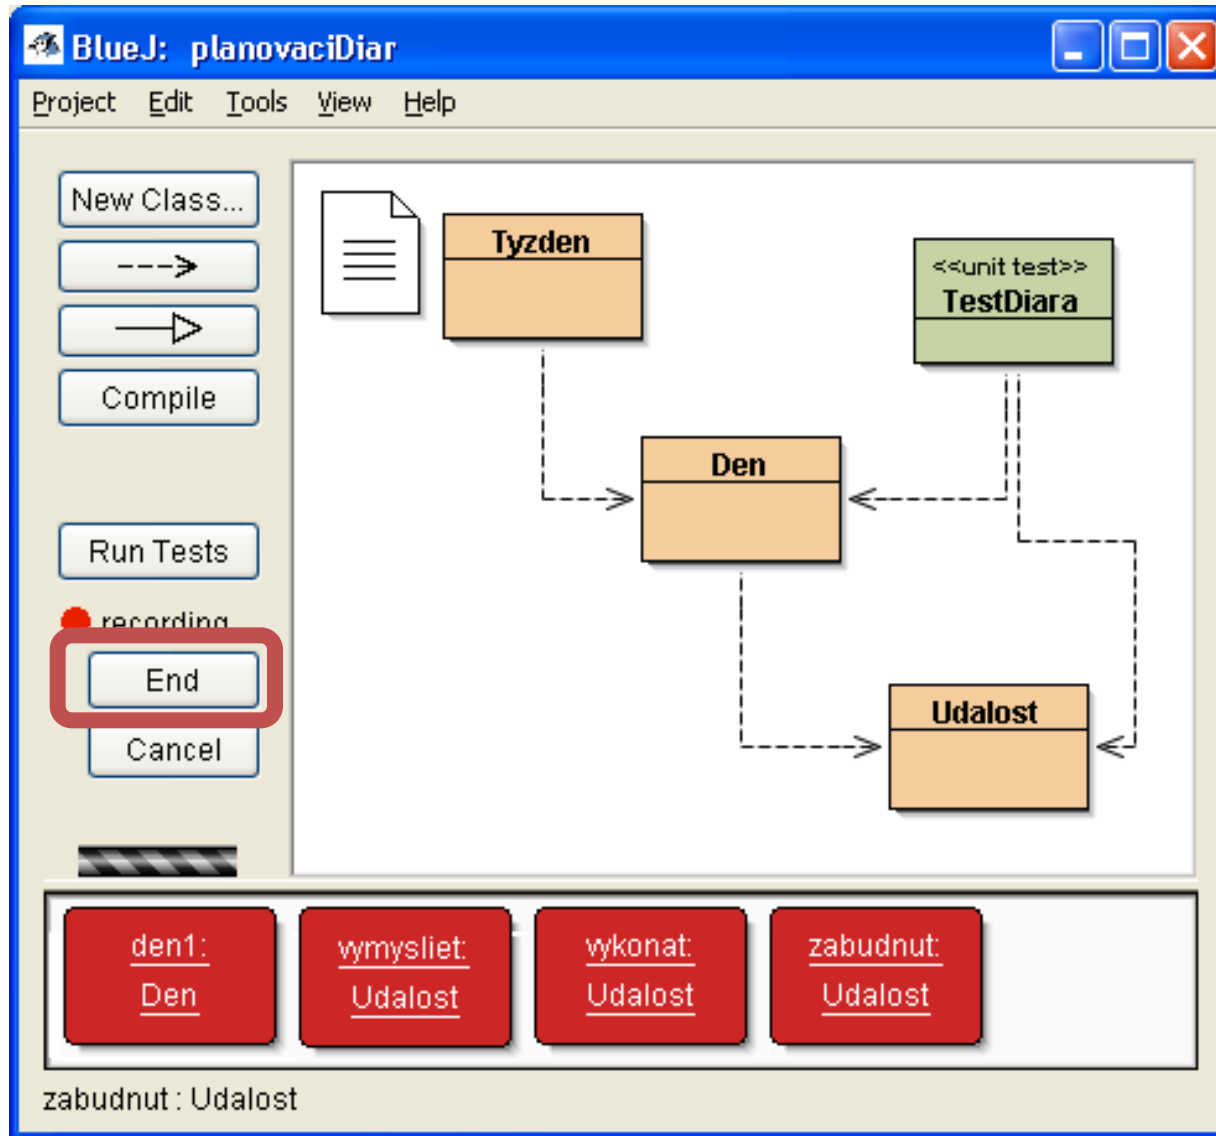 BlueJ: planovaciDiar
Project Edit Tools View Help
New Class...
Compile
Run Tests
recording
End
Cancel
Tyzden
<<unit test>>
TestDiara
Den
Udalost
den1:
Den
vymysliet:
Udalost
vykonat:
Udalost
zabudnut:
Udalost
zabudnut : Udalost